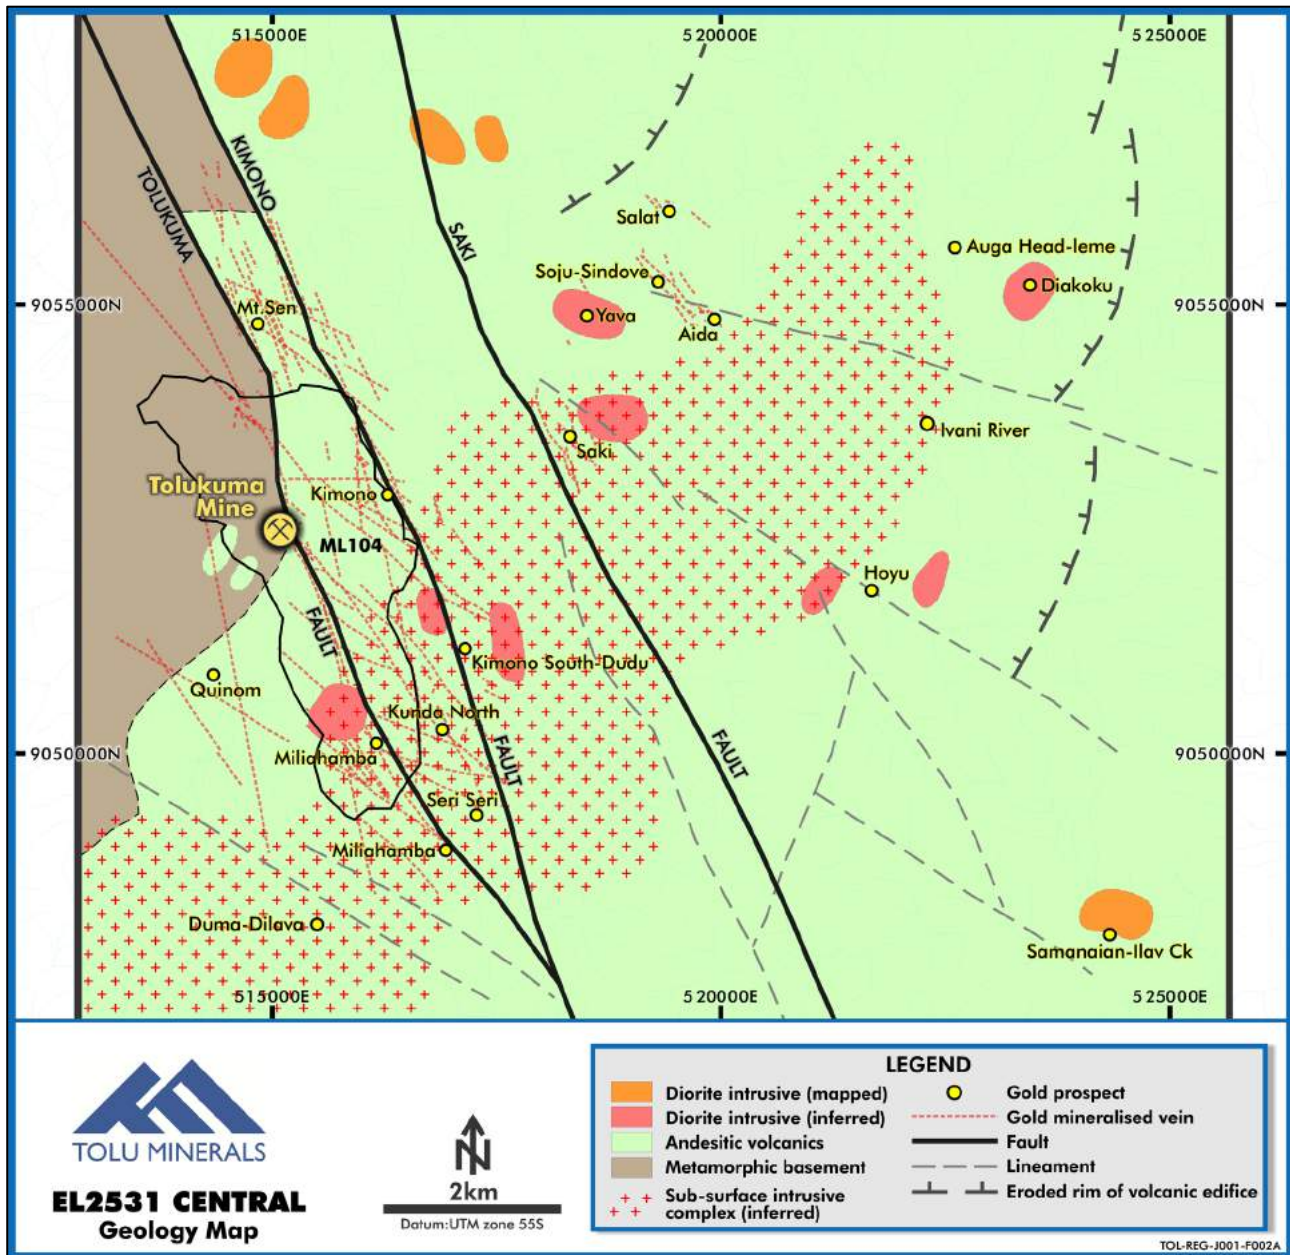 515000E
520000E
525000E
KIMONO
TOLUKUMA
SAKI
Salat
Auga Head-Ieme
Soju-Sindove
Diakoku
9055000N
9055000N
Mt.Sen
Yava
Aida
Ivani River
Saki
Tolukuma
Mine
Kimono
ML104
Hoyu
FAULT
Kimono South-Dudu
Quinom
Kunda North
9050000N
9050000N
Miliahamba
FAULT
FAULT
Seri Seri
Miliahamba
Duma-Dilava
Samanaian-Ilav Ck
515000E
520000E
525000E
TOLU MINERALS
EL2531 CENTRAL
Geology Map
N
2km
Datum:UTM zone 55S
LEGEND
Diorite intrusive (mapped)
Diorite intrusive (inferred)
Andesitic volcanics
Metamorphic basement
Sub-surface intrusive
complex (inferred)
Gold prospect
Gold mineralised vein
Fault
Lineament
Eroded rim of volcanic edifice
TOL-REG-J001-F002A